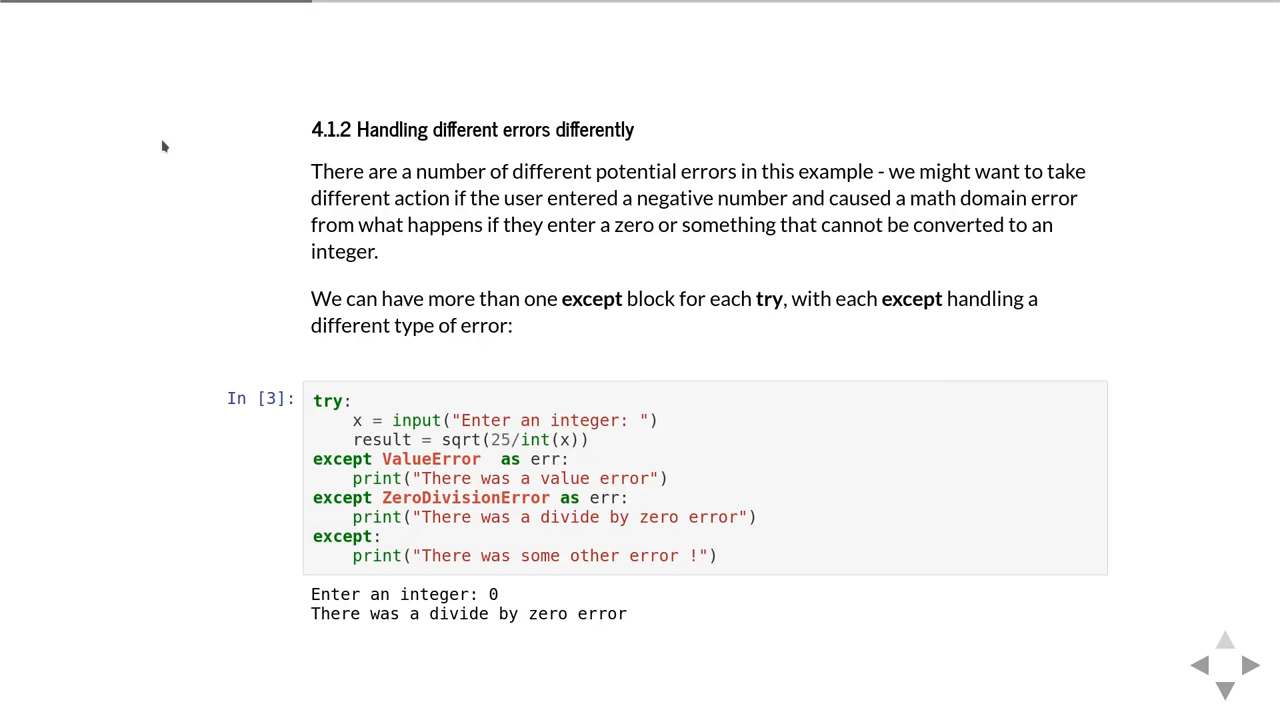 4.1.2 Handling different errors differently
There are a number of different potential errors in this example - we might want to take
different action if the user entered a negative number and caused a math domain error
from what happens if they enter a zero or something that cannot be converted to an
integer.
We can have more than one except block for each try, with each except handling a
different type of error:
In [3]:
try:
    x = input("Enter an integer: ")
    result = sqrt(25/int(x))
except ValueError  as err:
    print("There was a value error")
except ZeroDivisionError as err:
    print("There was a divide by zero error")
except:
    print("There was some other error !")
Enter an integer: 0
There was a divide by zero error